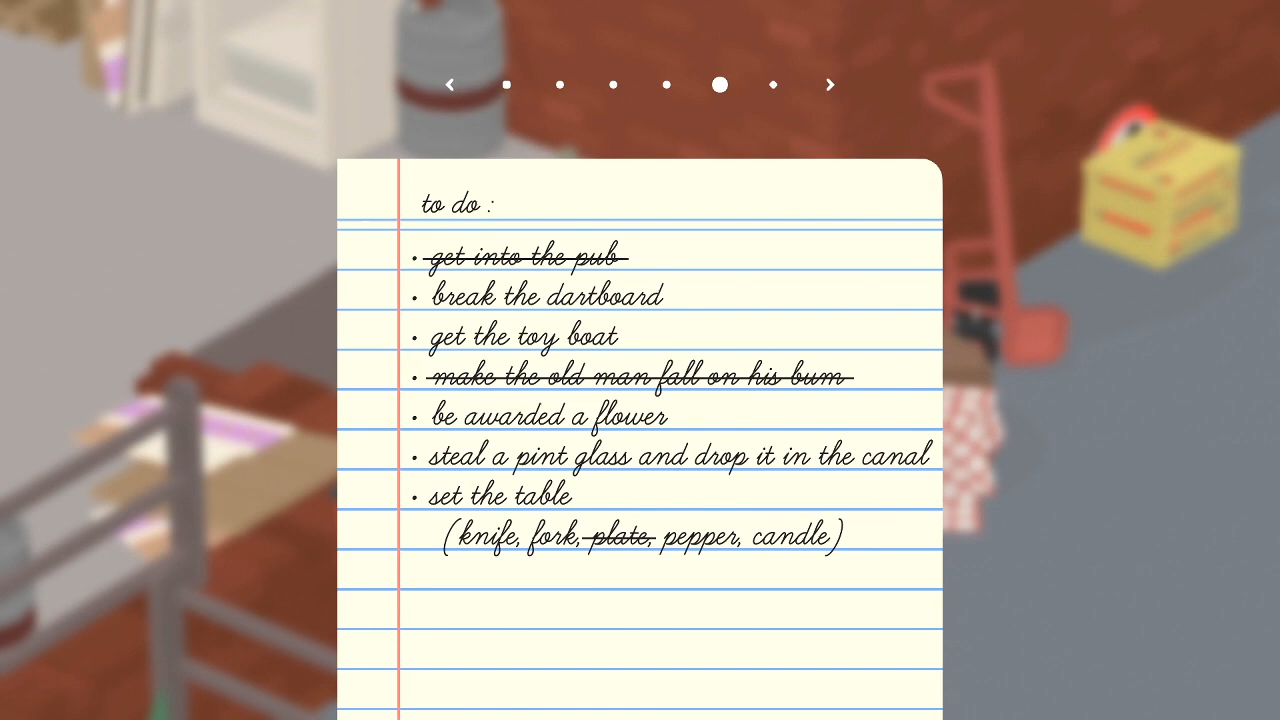 to do :
• get into the pub
• break the dartboard
• get the toy boat
• make the old man fall on his bum
• be awarded a flower
• steal a pint glass and drop it in the canal
• set the table
(knife, fork, plate, pepper, candle)